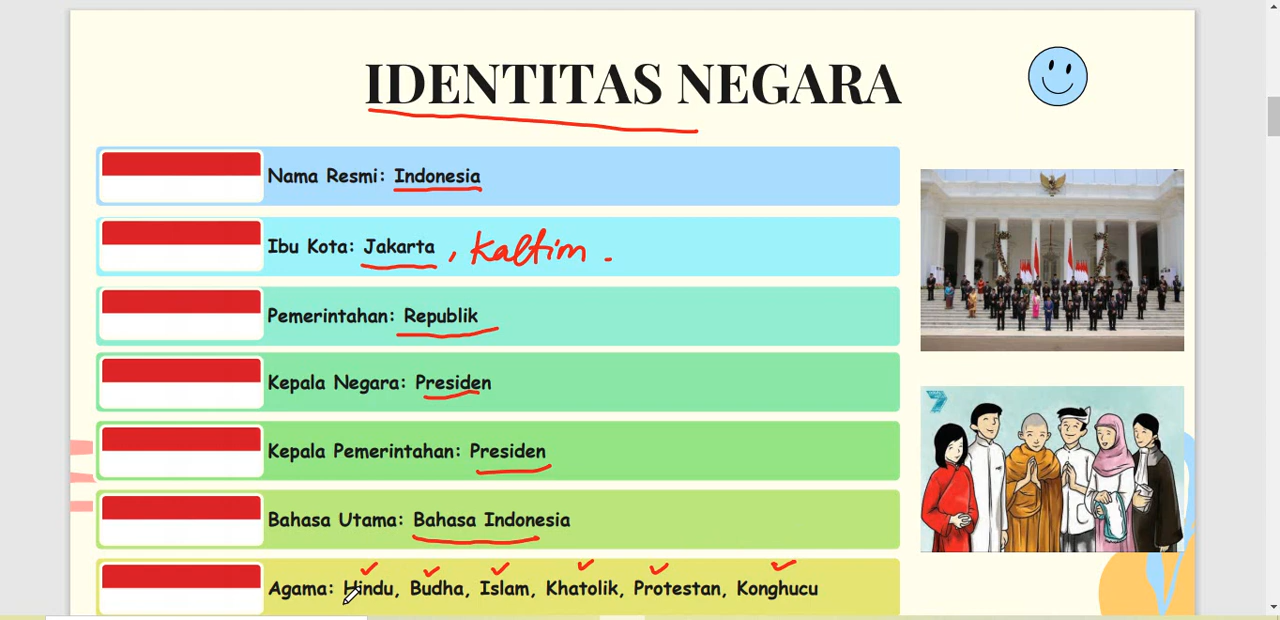 IDENTITAS NEGARA
Nama Resmi: Indonesia
Ibu Kota: Jakarta , Kaltim .
Pemerintahan: Republik
Kepala Negara: Presiden
Kepala Pemerintahan: Presiden
Bahasa Utama: Bahasa Indonesia
Agama: Hindu, Budha, Islam, Khatolik, Protestan, Konghucu
7